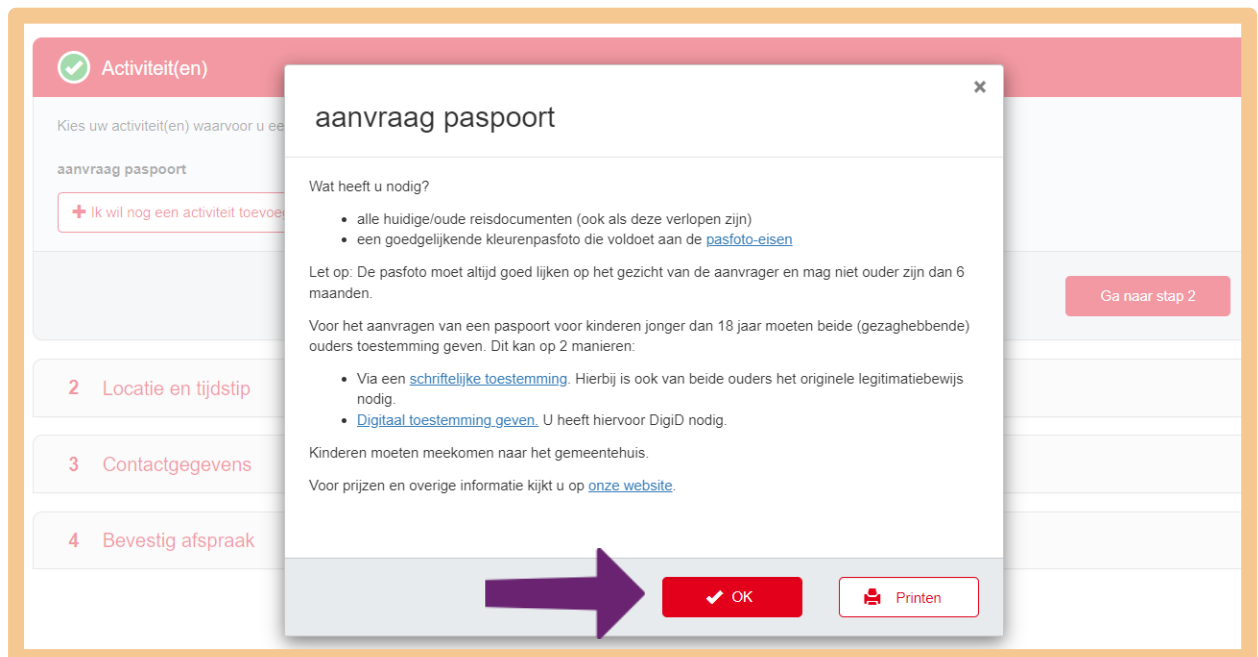 Activiteit(en)
Kies uw activiteit(en) waarvoor u ee
aanvraag paspoort
+ Ik wil nog een activiteit toevoeg
Ga naar stap 2
2 Locatie en tijdstip
3 Contactgegevens
4 Bevestig afspraak
×
aanvraag paspoort
Wat heeft u nodig?
• alle huidige/oude reisdocumenten (ook als deze verlopen zijn)
• een goedgelijkende kleurenpasfoto die voldoet aan de pasfoto-eisen
Let op: De pasfoto moet altijd goed lijken op het gezicht van de aanvrager en mag niet ouder zijn dan 6
maanden.
Voor het aanvragen van een paspoort voor kinderen jonger dan 18 jaar moeten beide (gezaghebbende)
ouders toestemming geven. Dit kan op 2 manieren:
• Via een schriftelijke toestemming. Hierbij is ook van beide ouders het originele legitimatiebewijs
nodig.
• Digitaal toestemming geven. U heeft hiervoor DigiD nodig.
Kinderen moeten meekomen naar het gemeentehuis.
Voor prijzen en overige informatie kijkt u op onze website.
OK
Printen